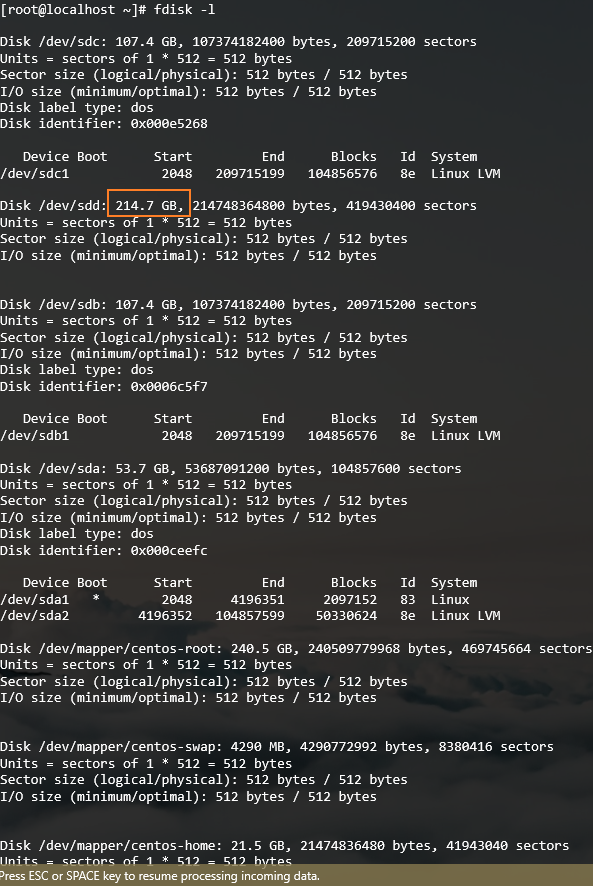 [root@localhost ~]# fdisk -l
Disk /dev/sdc: 107.4 GB, 107374182400 bytes, 209715200 sectors
Units = sectors of 1 * 512 = 512 bytes
Sector size (logical/physical): 512 bytes / 512 bytes
I/O size (minimum/optimal): 512 bytes / 512 bytes
Disk label type: dos
Disk identifier: 0x000e5268
Device Boot      Start         End      Blocks   Id  System
/dev/sdc1            2048   209715199   104856576   8e  Linux LVM
Disk /dev/sdd: 214.7 GB, 214748364800 bytes, 419430400 sectors
Units = sectors of 1 * 512 = 512 bytes
Sector size (logical/physical): 512 bytes / 512 bytes
I/O size (minimum/optimal): 512 bytes / 512 bytes
Disk /dev/sdb: 107.4 GB, 107374182400 bytes, 209715200 sectors
Units = sectors of 1 * 512 = 512 bytes
Sector size (logical/physical): 512 bytes / 512 bytes
I/O size (minimum/optimal): 512 bytes / 512 bytes
Disk label type: dos
Disk identifier: 0x0006c5f7
Device Boot      Start         End      Blocks   Id  System
/dev/sdb1            2048   209715199   104856576   8e  Linux LVM
Disk /dev/sda: 53.7 GB, 53687091200 bytes, 104857600 sectors
Units = sectors of 1 * 512 = 512 bytes
Sector size (logical/physical): 512 bytes / 512 bytes
I/O size (minimum/optimal): 512 bytes / 512 bytes
Disk label type: dos
Disk identifier: 0x000ceefc
Device Boot      Start         End      Blocks   Id  System
/dev/sda1   *        2048     4196351     2097152   83  Linux
/dev/sda2         4196352   104857599    50330624   8e  Linux LVM
Disk /dev/mapper/centos-root: 240.5 GB, 240509779968 bytes, 469745664 sectors
Units = sectors of 1 * 512 = 512 bytes
Sector size (logical/physical): 512 bytes / 512 bytes
I/O size (minimum/optimal): 512 bytes / 512 bytes
Disk /dev/mapper/centos-swap: 4290 MB, 4290772992 bytes, 8380416 sectors
Units = sectors of 1 * 512 = 512 bytes
Sector size (logical/physical): 512 bytes / 512 bytes
I/O size (minimum/optimal): 512 bytes / 512 bytes
Disk /dev/mapper/centos-home: 21.5 GB, 21474836480 bytes, 41943040 sectors
Units = sectors of 1 * 512 = 512 bytes
Press ESC or SPACE key to resume processing incoming data.